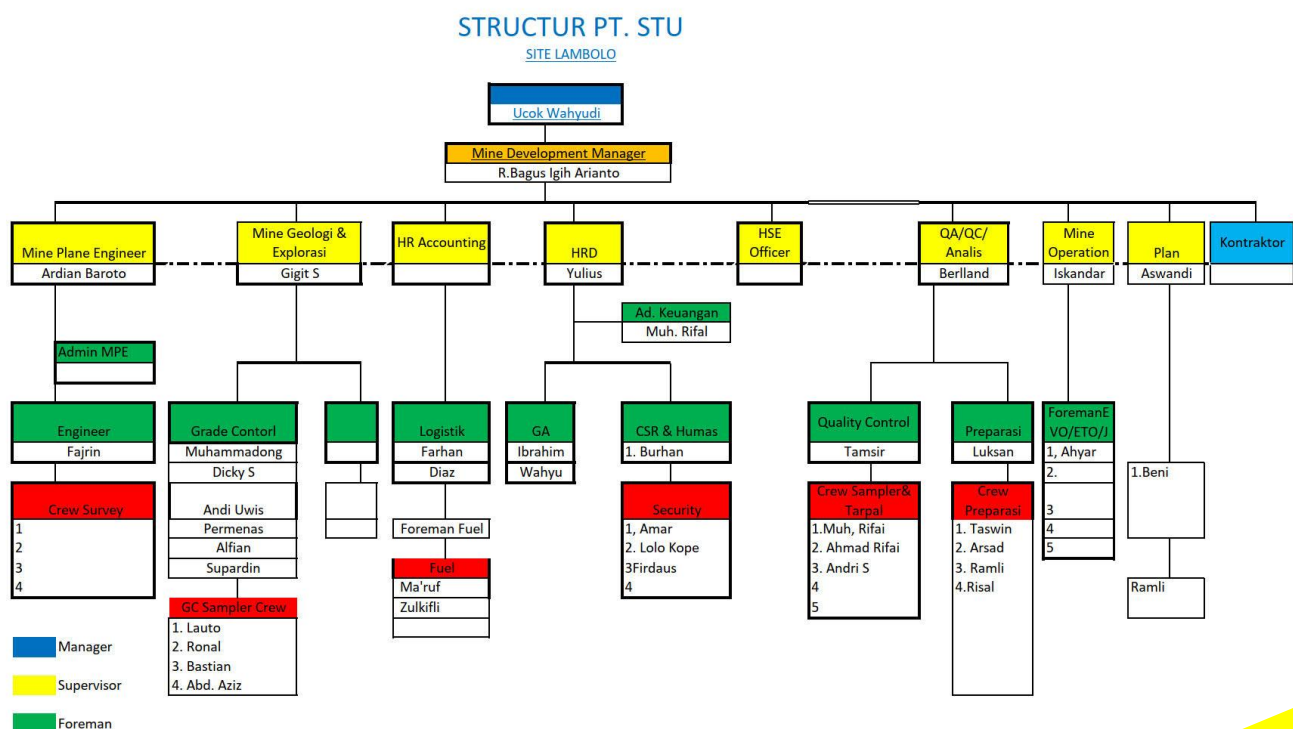 STRUCTUR PT. STU
SITE LAMBOLO
Ucok Wahyudi
Mine Development Manager
R.Bagus Igih Arianto
Mine Plane Engineer
Ardian Baroto
Mine Geologi &
Explorasi
Gigit S
HR Accounting
HRD
Yulius
HSE
Officer
QA/QC/
Analis
Berlland
Mine
Operation
Iskandar
Plan
Aswandi
Kontraktor
Ad. Keuangan
Muh. Rifal
Admin MPE
Engineer
Fajrin
Crew Survey
1
2
3
4
Grade Contorl
Muhammadong
Dicky S
Andi Uwis
Permenas
Alfian
Supardin
GC Sampler Crew
1. Lauto
2. Ronal
3. Bastian
4. Abd. Aziz
Logistik
Farhan
Diaz
Foreman Fuel
Fuel
Ma'ruf
Zulkifli
GA
Ibrahim
Wahyu
CSR & Humas
1. Burhan
Security
1, Amar
2. Lolo Kope
3Firdaus
4
Quality Control
Tamsir
Crew Sampler&
Tarpal
1.Muh, Rifai
2. Ahmad Rifai
3. Andri S
4
5
Preparasi
Luksan
Crew
Preparasi
1. Taswin
2. Arsad
3. Ramli
4.Risal
ForemanE
VO/ETO/J
1, Ahyar
2.
3
4
5
1.Beni
Ramli
Manager
Supervisor
Foreman